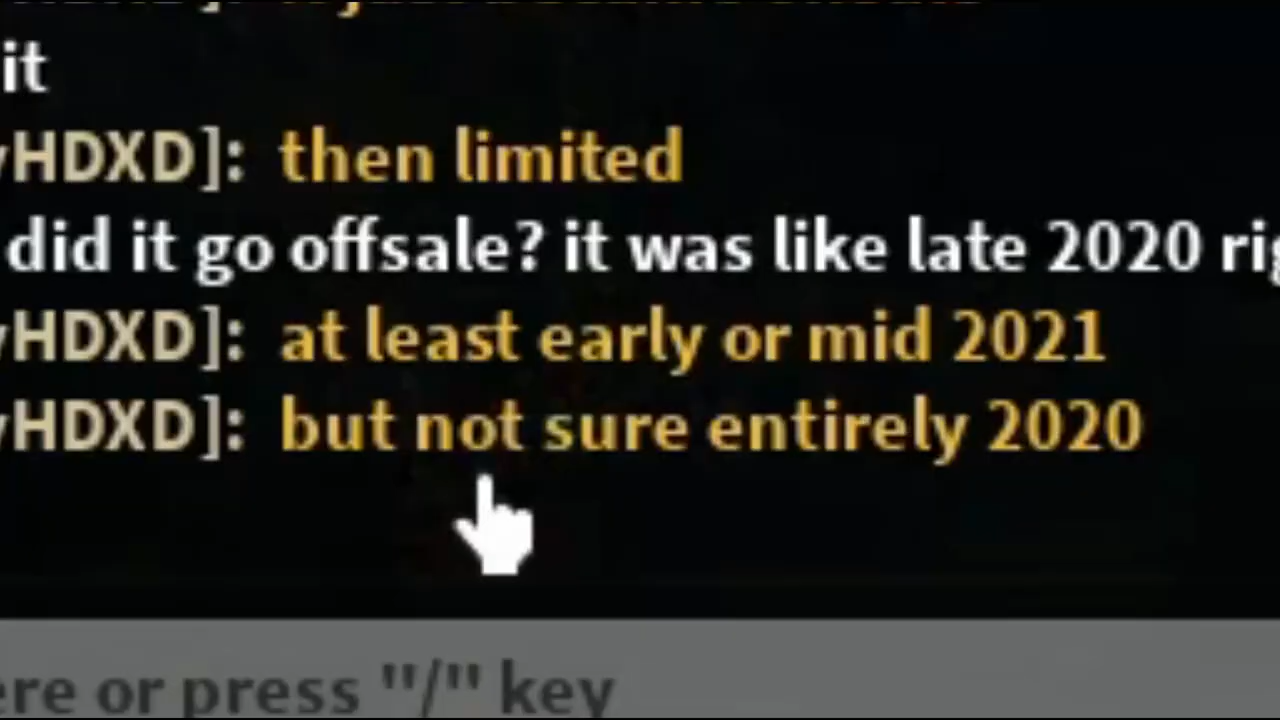 it
HDXD]: then limited
did it go offsale? it was like late 2020
HDXD]: at least early or mid 2021
HDXD]: but not sure entirely 2020
or press "/" key